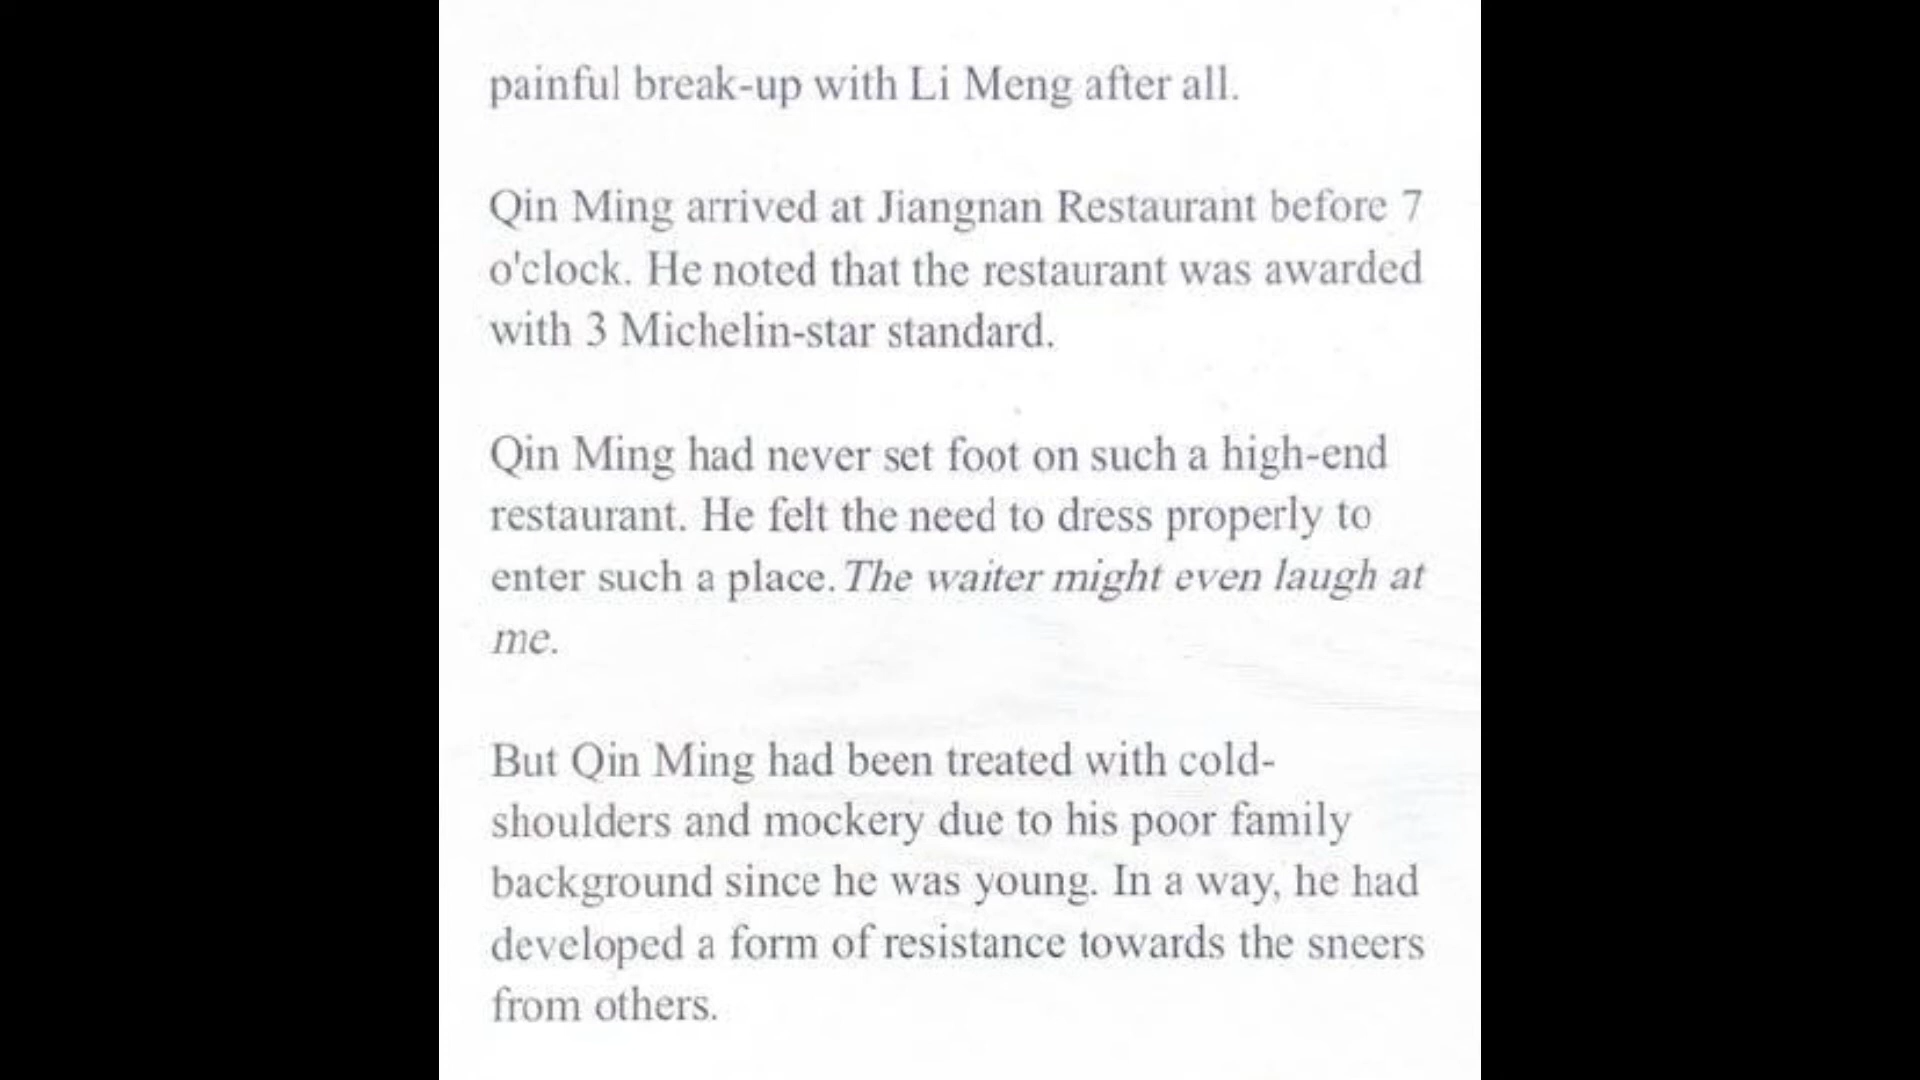 painful break-up with Li Meng after all.
Qin Ming arrived at Jiangnan Restaurant before 7
o'clock. He noted that the restaurant was awarded
with 3 Michelin-star standard.
Qin Ming had never set foot on such a high-end
restaurant. He felt the need to dress properly to
enter such a place. The waiter might even laugh at
me.
But Qin Ming had been treated with cold-
shoulders and mockery due to his poor family
background since he was young. In a way, he had
developed a form of resistance towards the sneers
from others.